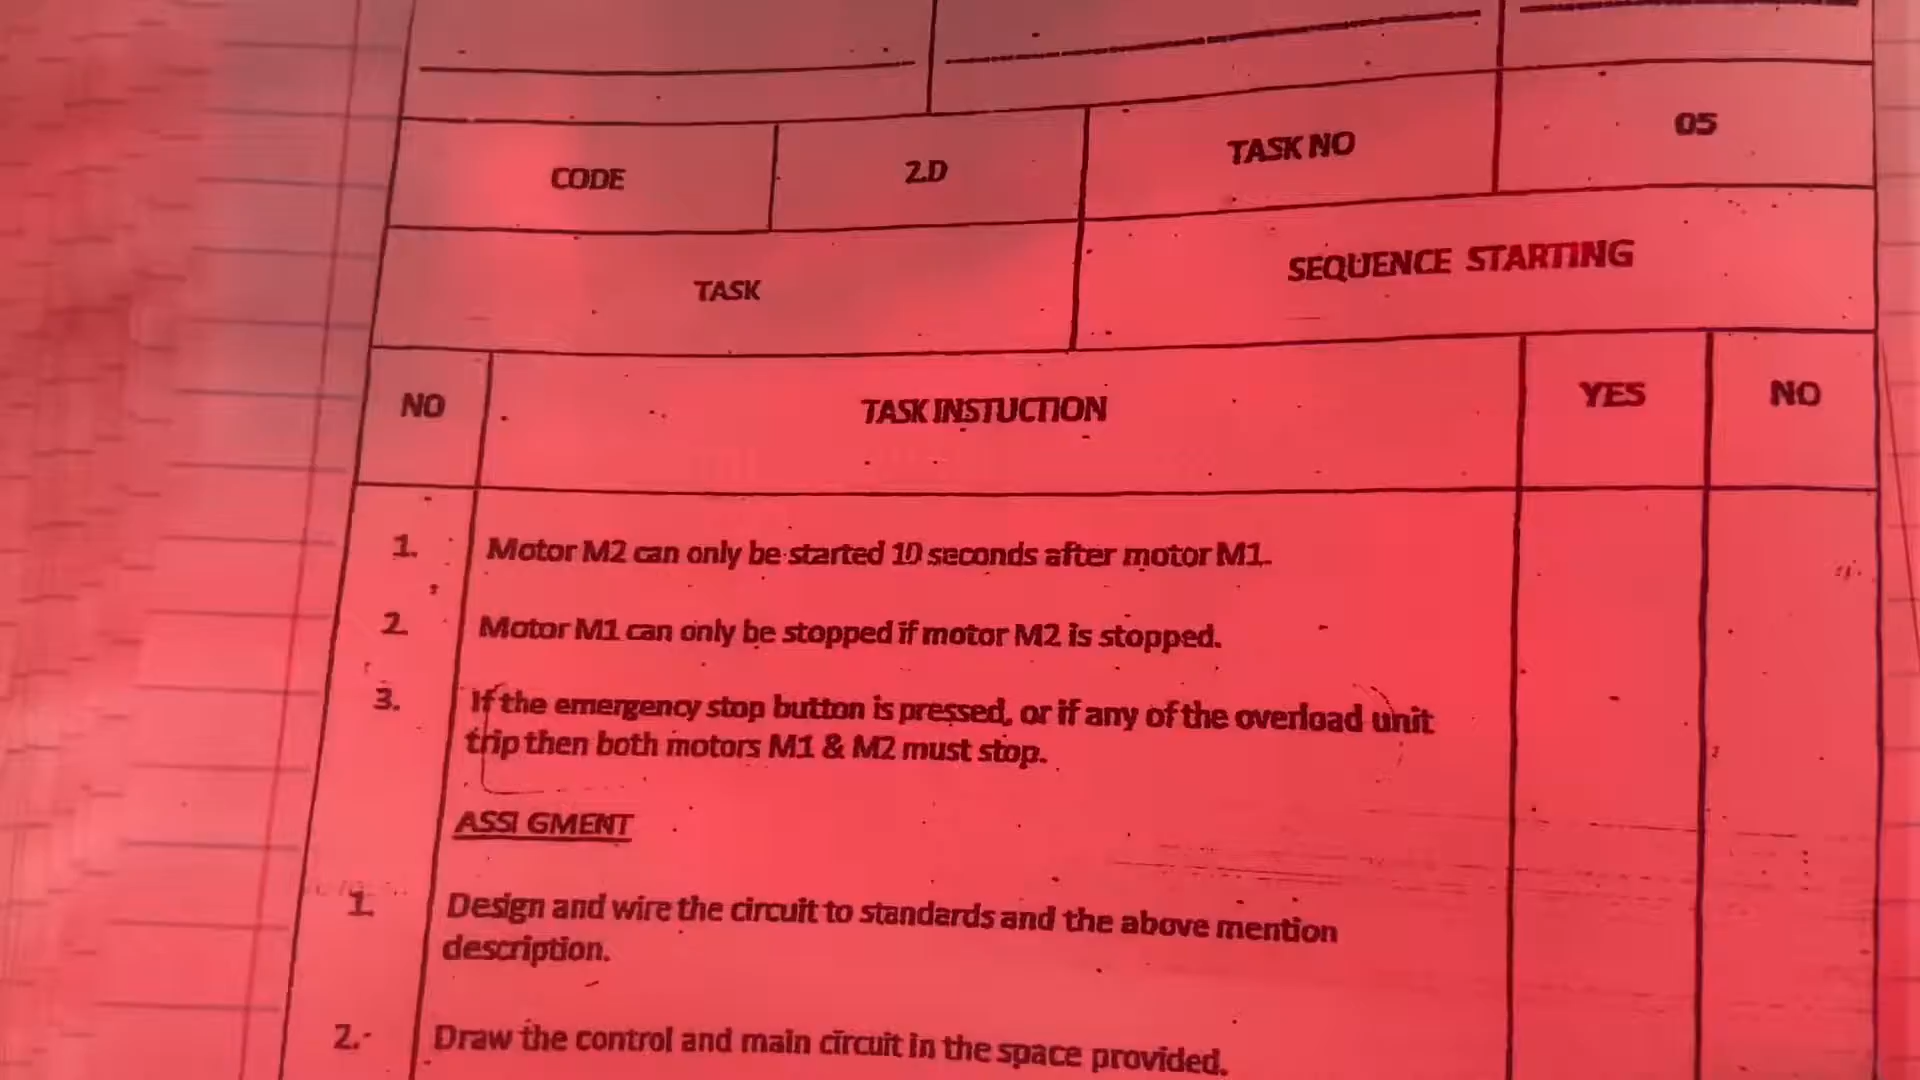 CODE 2.D TASK NO 05
TASK SEQUENCE STARTING
NO TASK INSTUCTION YES NO
1. Motor M2 can only be started 10 seconds after motor M1.
2 Motor M1 can only be stopped if motor M2 is stopped.
3. If the emergency stop button is pressed, or if any of the overload unit
trip then both motors M1 & M2 must stop.
ASSI GMENT
1. Design and wire the circuit to standards and the above mention
description.
2. Draw the control and main circuit in the space provided.